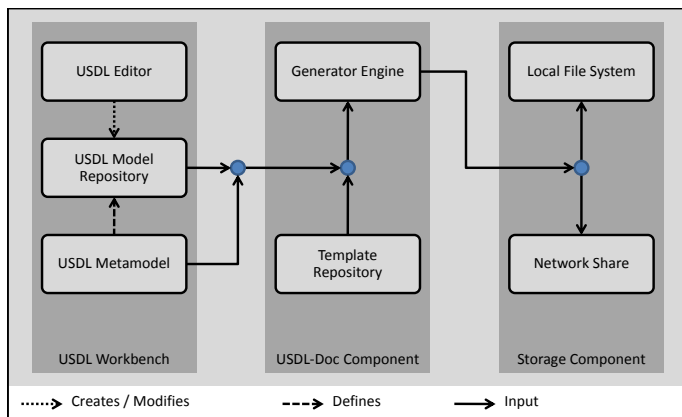 USDL Editor
USDL Model
Repository
USDL Metamodel
USDL Workbench
Generator Engine
Template
Repository
USDL-Doc Component
Local File System
Network Share
Storage Component
Creates / Modifies
Defines
Input